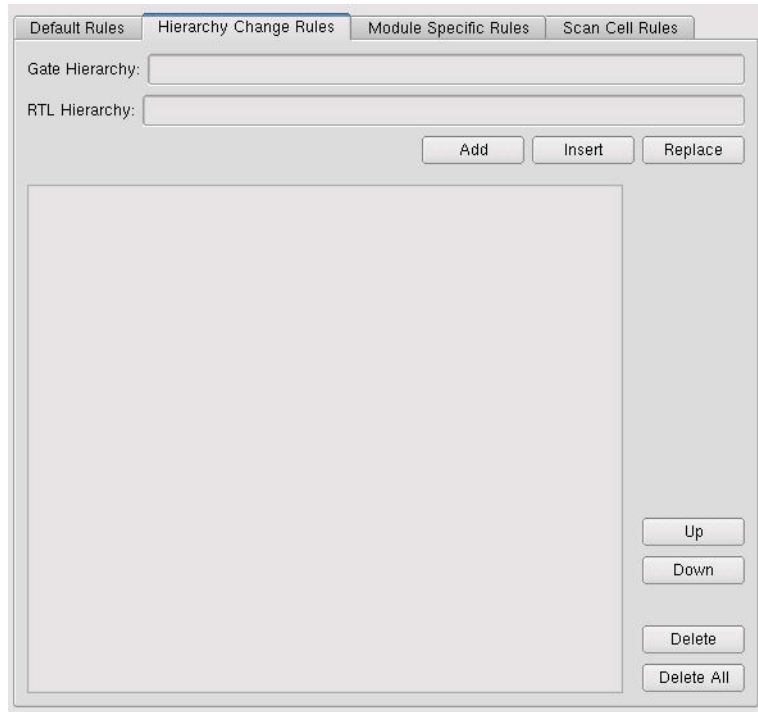 Default Rules Hierarchy Change Rules Module Specific Rules Scan Cell Rules
Gate Hierarchy:
RTL Hierarchy:
Add Insert Replace
Up
Down
Delete
Delete All